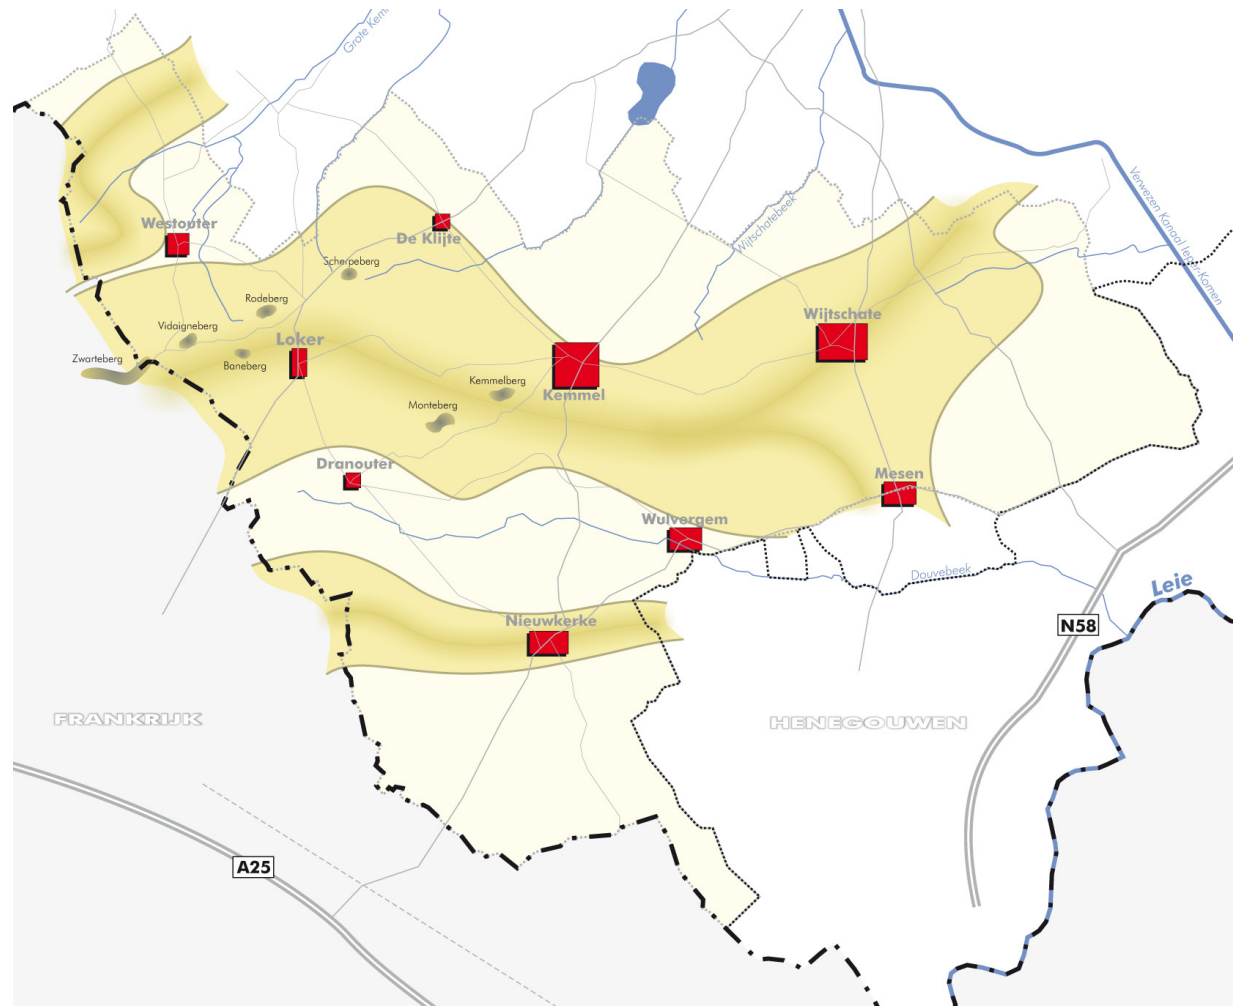 Grote Kem
Westouter
De Klijte
Wijtschatebeek
Verwezen Kanaal Ieper-Komen
Scherpeberg
Rodeberg
Vidaigneberg
Loker
Wijtschate
Zwarteberg
Baneberg
Kemmelberg
Kemmel
Monteberg
Dranouter
Mesen
Wulvergem
Douvebeek
Leie
Nieuwkerke
N58
FRANKRIJK
HENEGOUWEN
A25